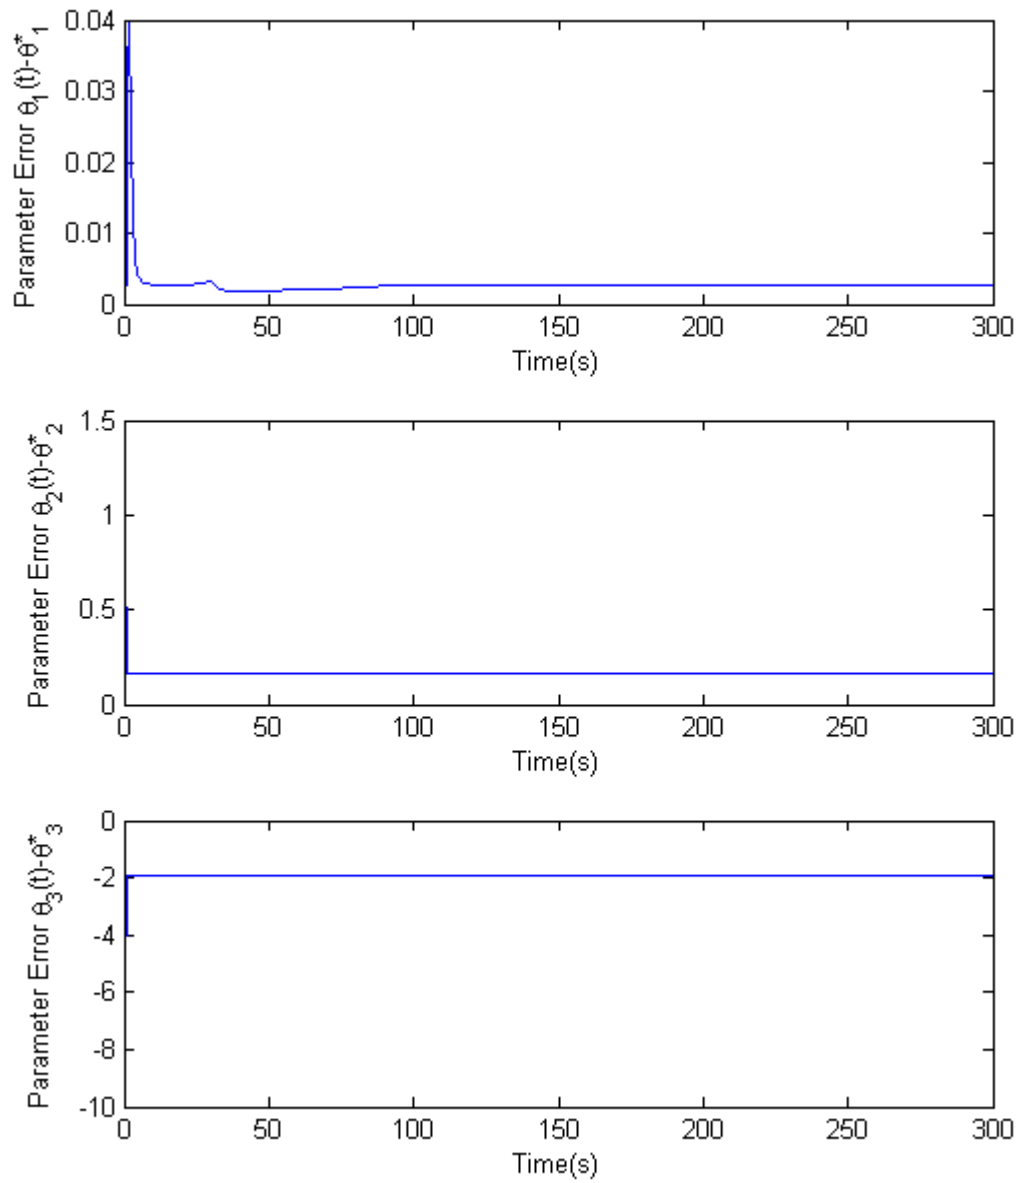 Parameter Error θ1(t)-θ*1
0.04
0.03
0.02
0.01
0
0 50 100 150 200 250 300
Time(s)
Parameter Error θ2(t)-θ*2
1.5
1
0.5
0
0 50 100 150 200 250 300
Time(s)
Parameter Error θ3(t)-θ*3
0
-2
-4
-6
-8
-10
0 50 100 150 200 250 300
Time(s)